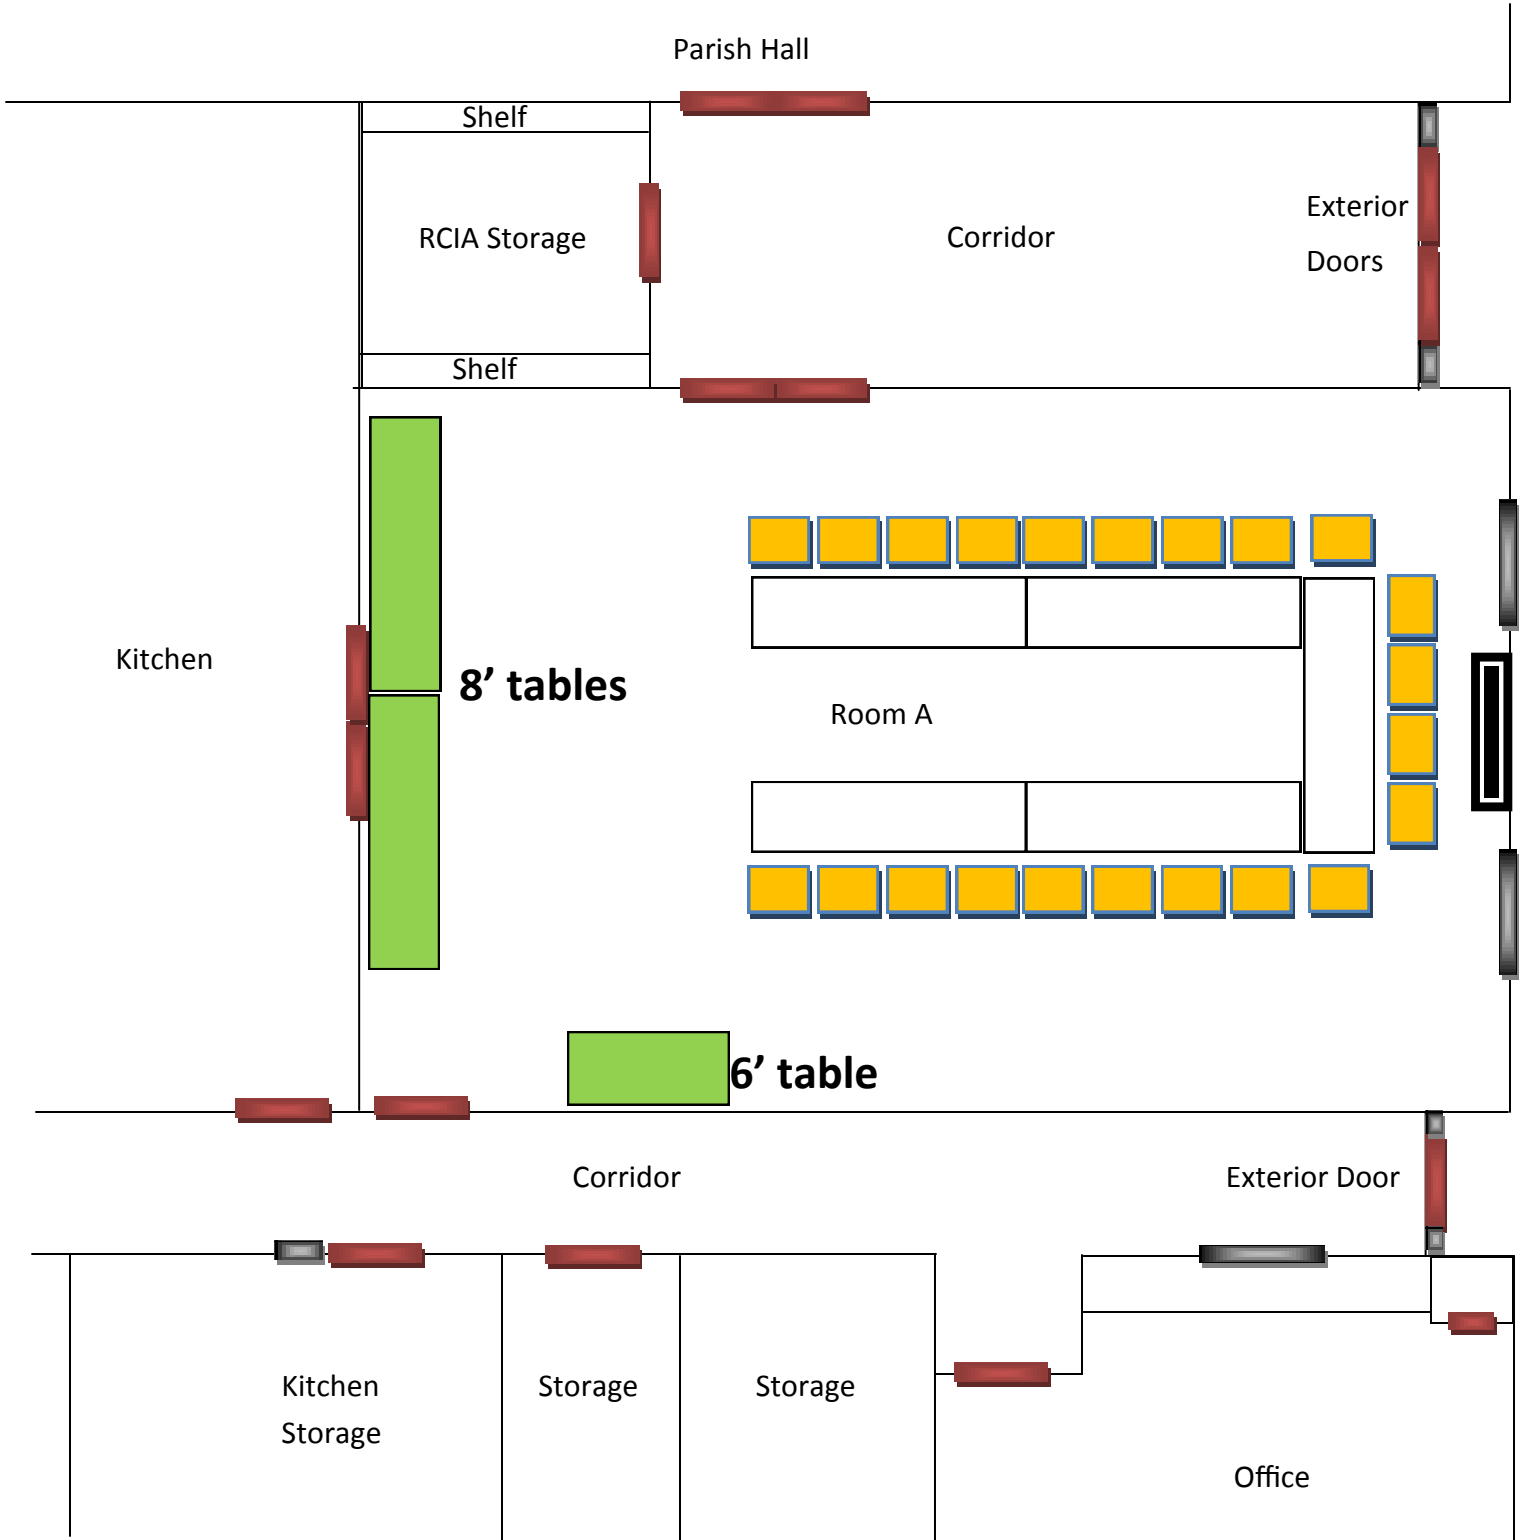 Parish Hall
Shelf
RCIA Storage
Corridor
Exterior
Doors
Shelf
Kitchen
8’ tables
Room A
6’ table
Corridor
Exterior Door
Kitchen
Storage
Storage
Storage
Office